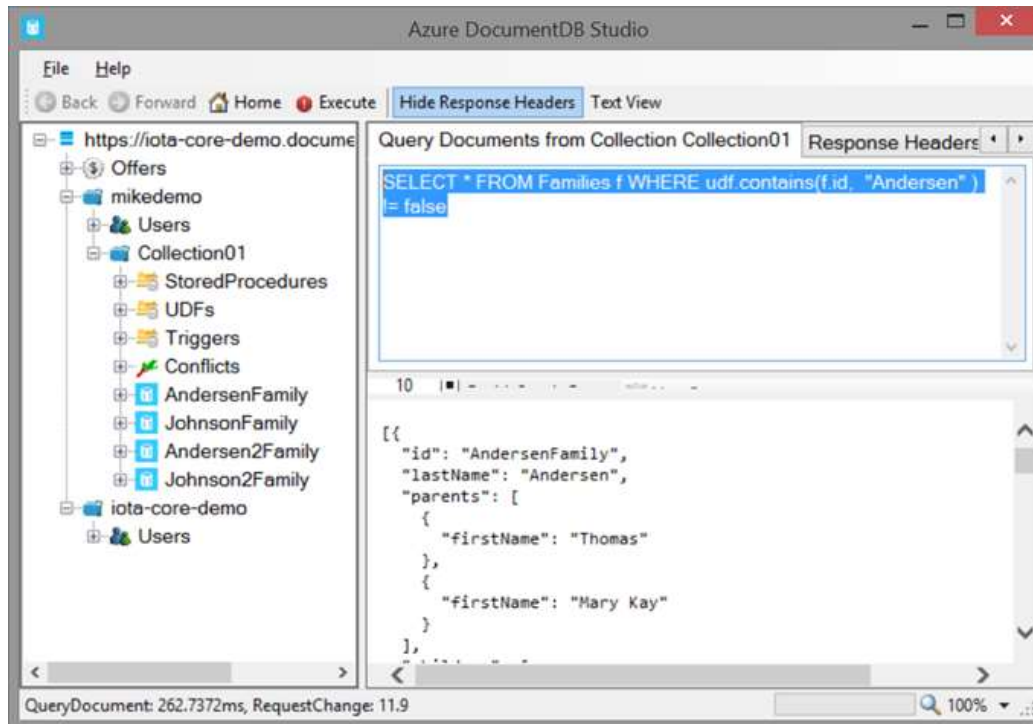 Azure DocumentDB Studio
File Help
Back Forward Home Execute Hide Response Headers Text View
https://iota-core-demo.docume
Offers
mikedemo
Users
Collection01
StoredProcedures
UDFs
Triggers
Conflicts
AndersenFamily
JohnsonFamily
Andersen2Family
Johnson2Family
iota-core-demo
Users
Query Documents from Collection Collection01 Response Headers
SELECT * FROM Families f WHERE udf.contains(f.id, "Andersen" )
!= false
10
[{
"id": "AndersenFamily",
"lastName": "Andersen",
"parents": [
{
"firstName": "Thomas"
},
{
"firstName": "Mary Kay"
}
],
QueryDocument: 262.7372ms, RequestChange: 11.9
100%